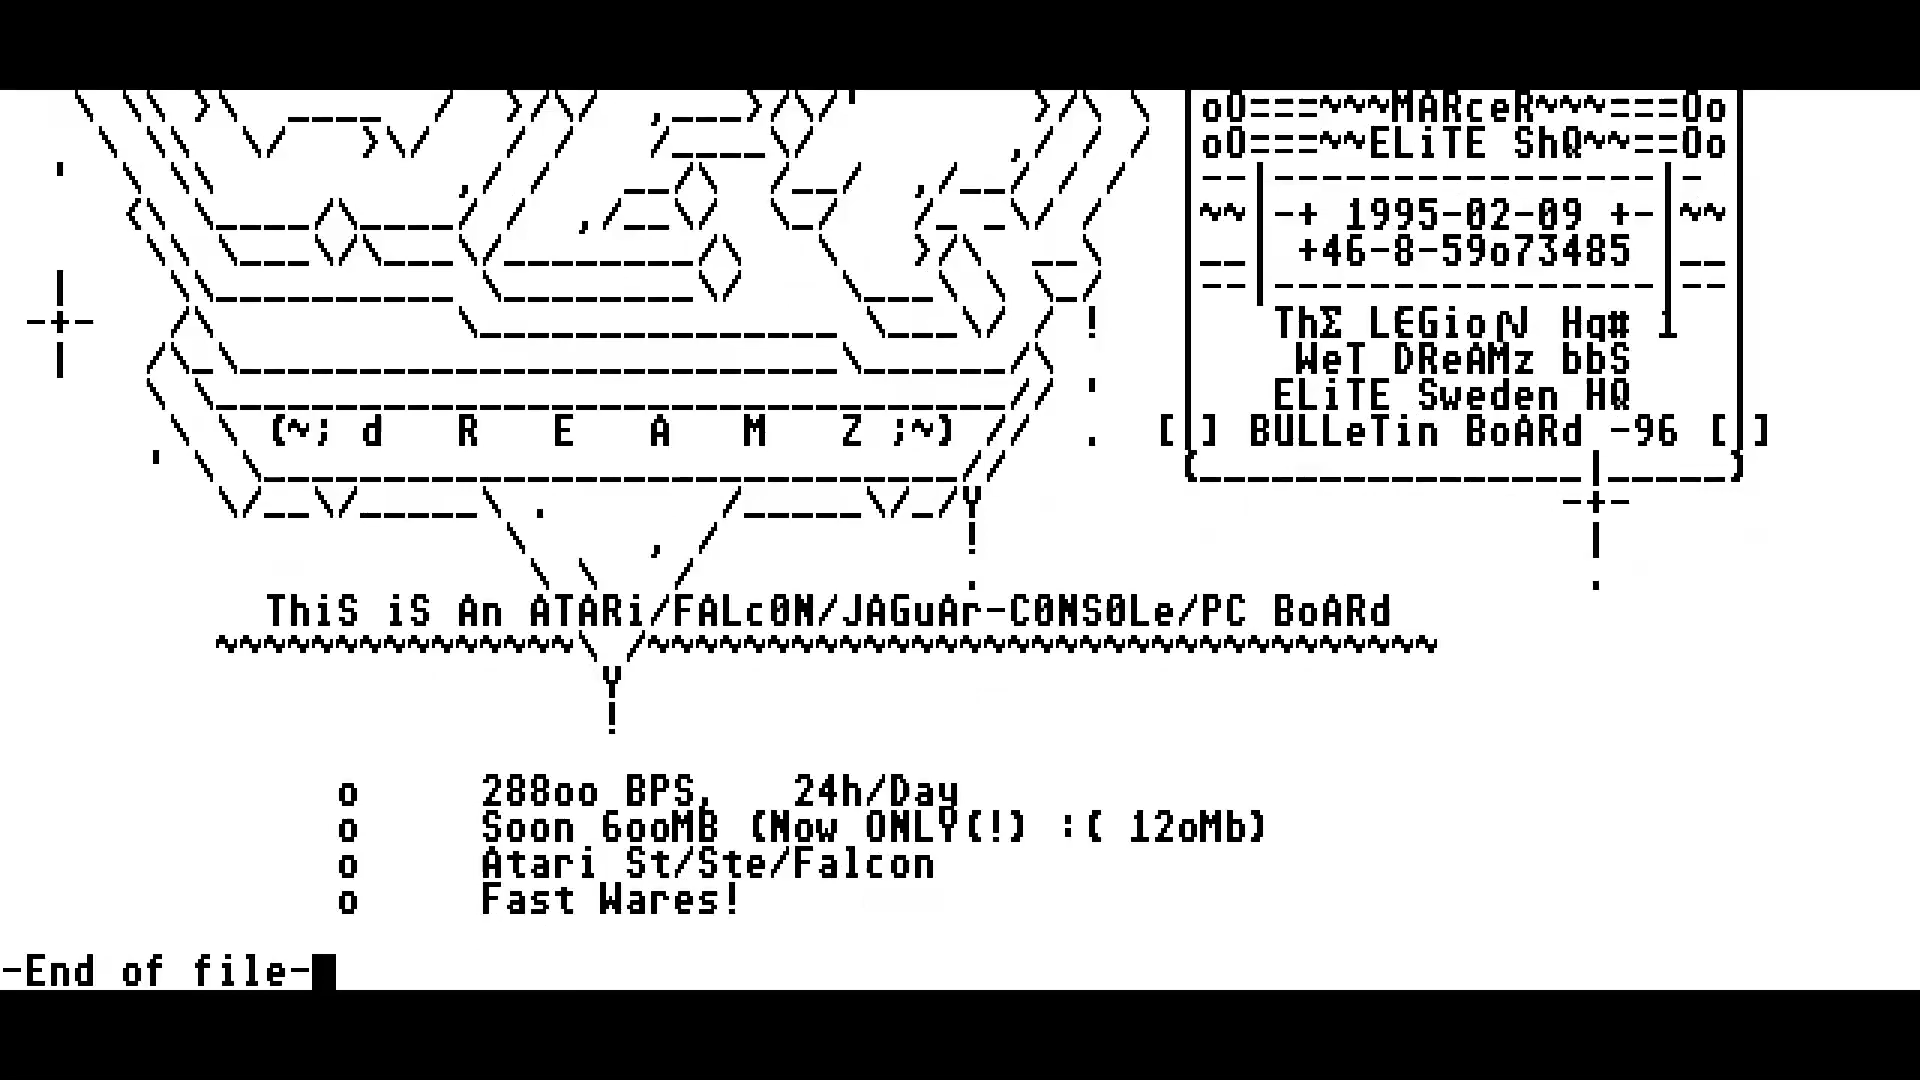 oO===~~~MARceR~~~===Oo
oO===~~ELiTE ShQ~~==Oo
-+ 1995-02-09 +-
+46-8-59o73485
ThΣ LEGioN Hq# 1
WeT DReAMz bbS
ELiTE Sweden HQ
(~; d R E A M Z ;~)
[ ] BULLeTin BoARd -96 [ ]
ThiS iS An ATARi/FALc0N/JAGuAr-C0NS0Le/PC BoARd
o 288oo BPS, 24h/Day
o Soon 6ooMB (Now ONLY(!) :( 12oMb)
o Atari St/Ste/Falcon
o Fast Wares!
-End of file-